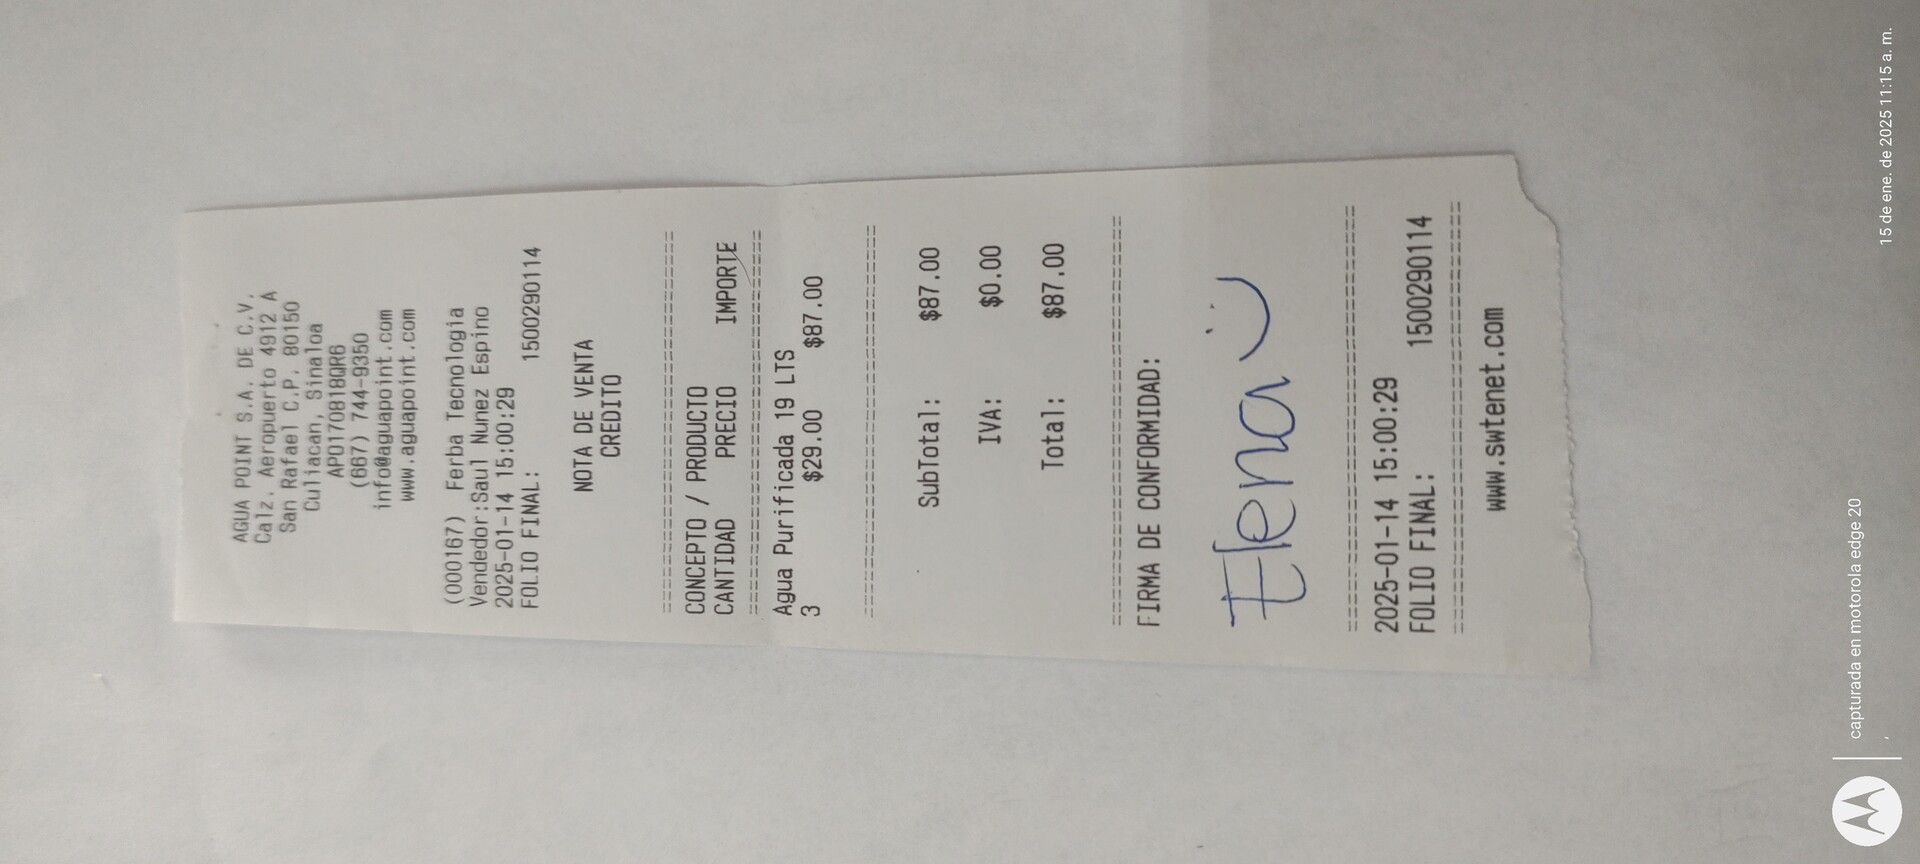 AGUA POINT S.A. DE C.V.
Calz. Aeropuerto 4912 A
San Rafael C.P. 80150
Culiacan, Sinaloa
APO170818QR6
(667) 744-9350
info@aguapoint.com
www.aguapoint.com
(000167) Ferba Tecnologia
Vendedor:Saul Nunez Espino
2025-01-14 15:00:29
FOLIO FINAL: 1500290114
NOTA DE VENTA
CREDITO
==============================
CONCEPTO / PRODUCTO
CANTIDAD PRECIO IMPORTE
==============================
Agua Purificada 19 LTS
3 $29.00 $87.00
==============================
SubTotal: $87.00
IVA: $0.00
Total: $87.00
==============================
FIRMA DE CONFORMIDAD:
Elena
==============================
2025-01-14 15:00:29
FOLIO FINAL: 1500290114
==============================
www.swtenet.com
capturada en motorola edge 20
,
15 de ene. de 2025 11:15 a. m.